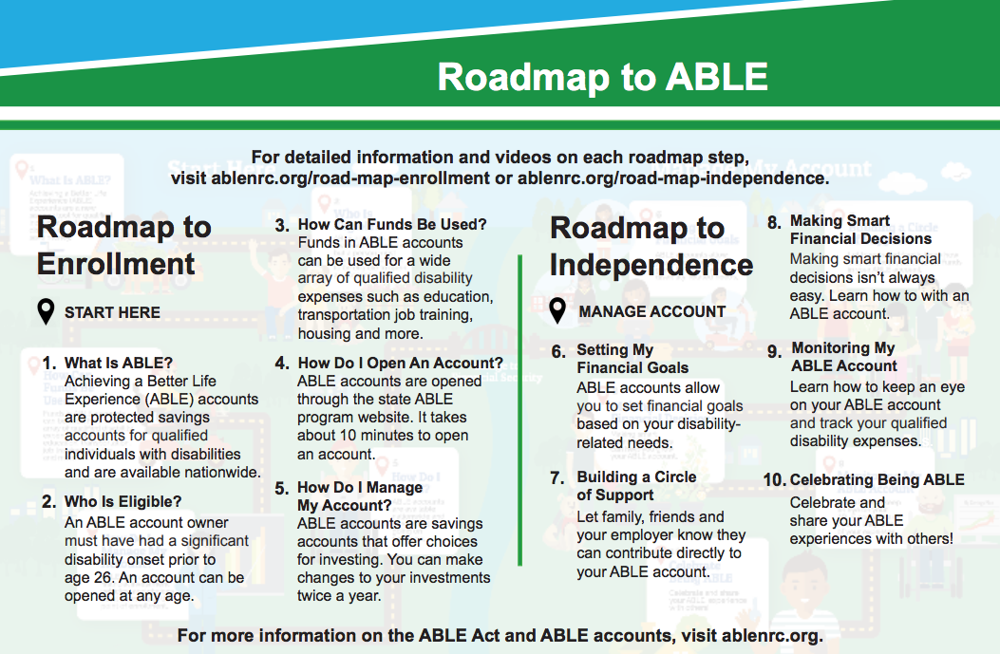 Roadmap to ABLE
For detailed information and videos on each roadmap step,
visit ablenrc.org/road-map-enrollment or ablenrc.org/road-map-independence.
Roadmap to
Enrollment
START HERE
1. What Is ABLE?
Achieving a Better Life
Experience (ABLE) accounts
are protected savings
accounts for qualified
individuals with disabilities
and are available nationwide.
2. Who Is Eligible?
An ABLE account owner
must have had a significant
disability onset prior to
age 26. An account can be
opened at any age.
3. How Can Funds Be Used?
Funds in ABLE accounts
can be used for a wide
array of qualified disability
expenses such as education,
transportation job training,
housing and more.
4. How Do I Open An Account?
ABLE accounts are opened
through the state ABLE
program website. It takes
about 10 minutes to open
an account.
5. How Do I Manage
My Account?
ABLE accounts are savings
accounts that offer choices
for investing. You can make
changes to your investments
twice a year.
Roadmap to
Independence
MANAGE ACCOUNT
6. Setting My
Financial Goals
ABLE accounts allow
you to set financial goals
based on your disability-
related needs.
7. Building a Circle
of Support
Let family, friends and
your employer know they
can contribute directly to
your ABLE account.
8. Making Smart
Financial Decisions
Making smart financial
decisions isn't always
easy. Learn how to with an
ABLE account.
9. Monitoring My
ABLE Account
Learn how to keep an eye
on your ABLE account
and track your qualified
disability expenses.
10. Celebrating Being ABLE
Celebrate and
share your ABLE
experiences with others!
For more information on the ABLE Act and ABLE accounts, visit ablenrc.org.